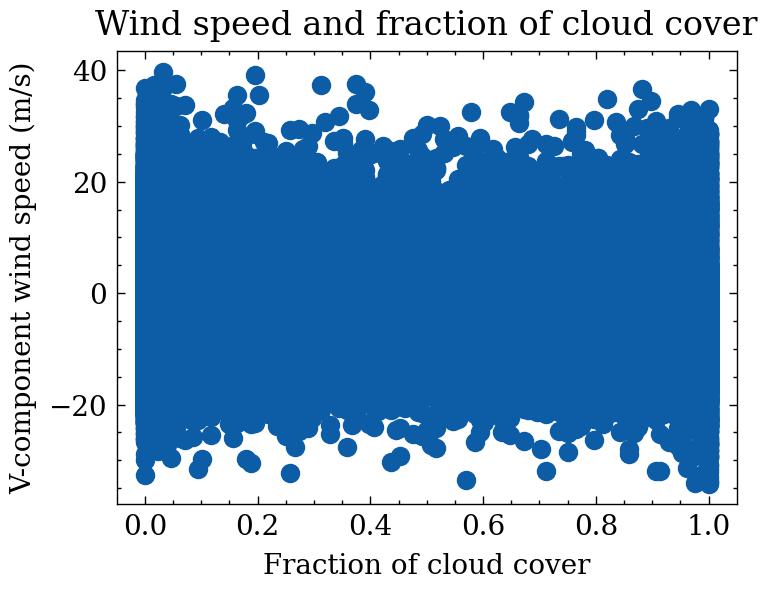 Wind speed and fraction of cloud cover
V-component wind speed (m/s)
40
20
0
−20
0.0 0.2 0.4 0.6 0.8 1.0
Fraction of cloud cover